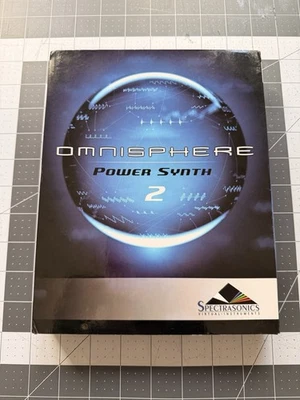 OMNISPHERE
POWER SYNTH
2
SPECTRASONICS
VIRTUAL INSTRUMENTS